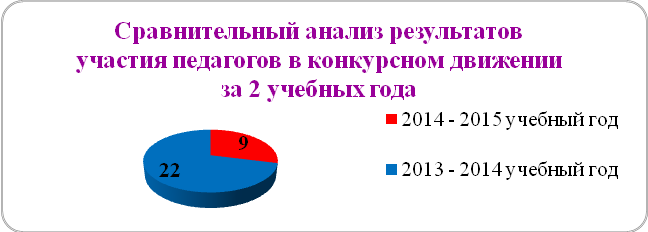 Сравнительный анализ результатов
участия педагогов в конкурсном движении
за 2 учебных года
2014 - 2015 учебный год
9
22
2013 - 2014 учебный год